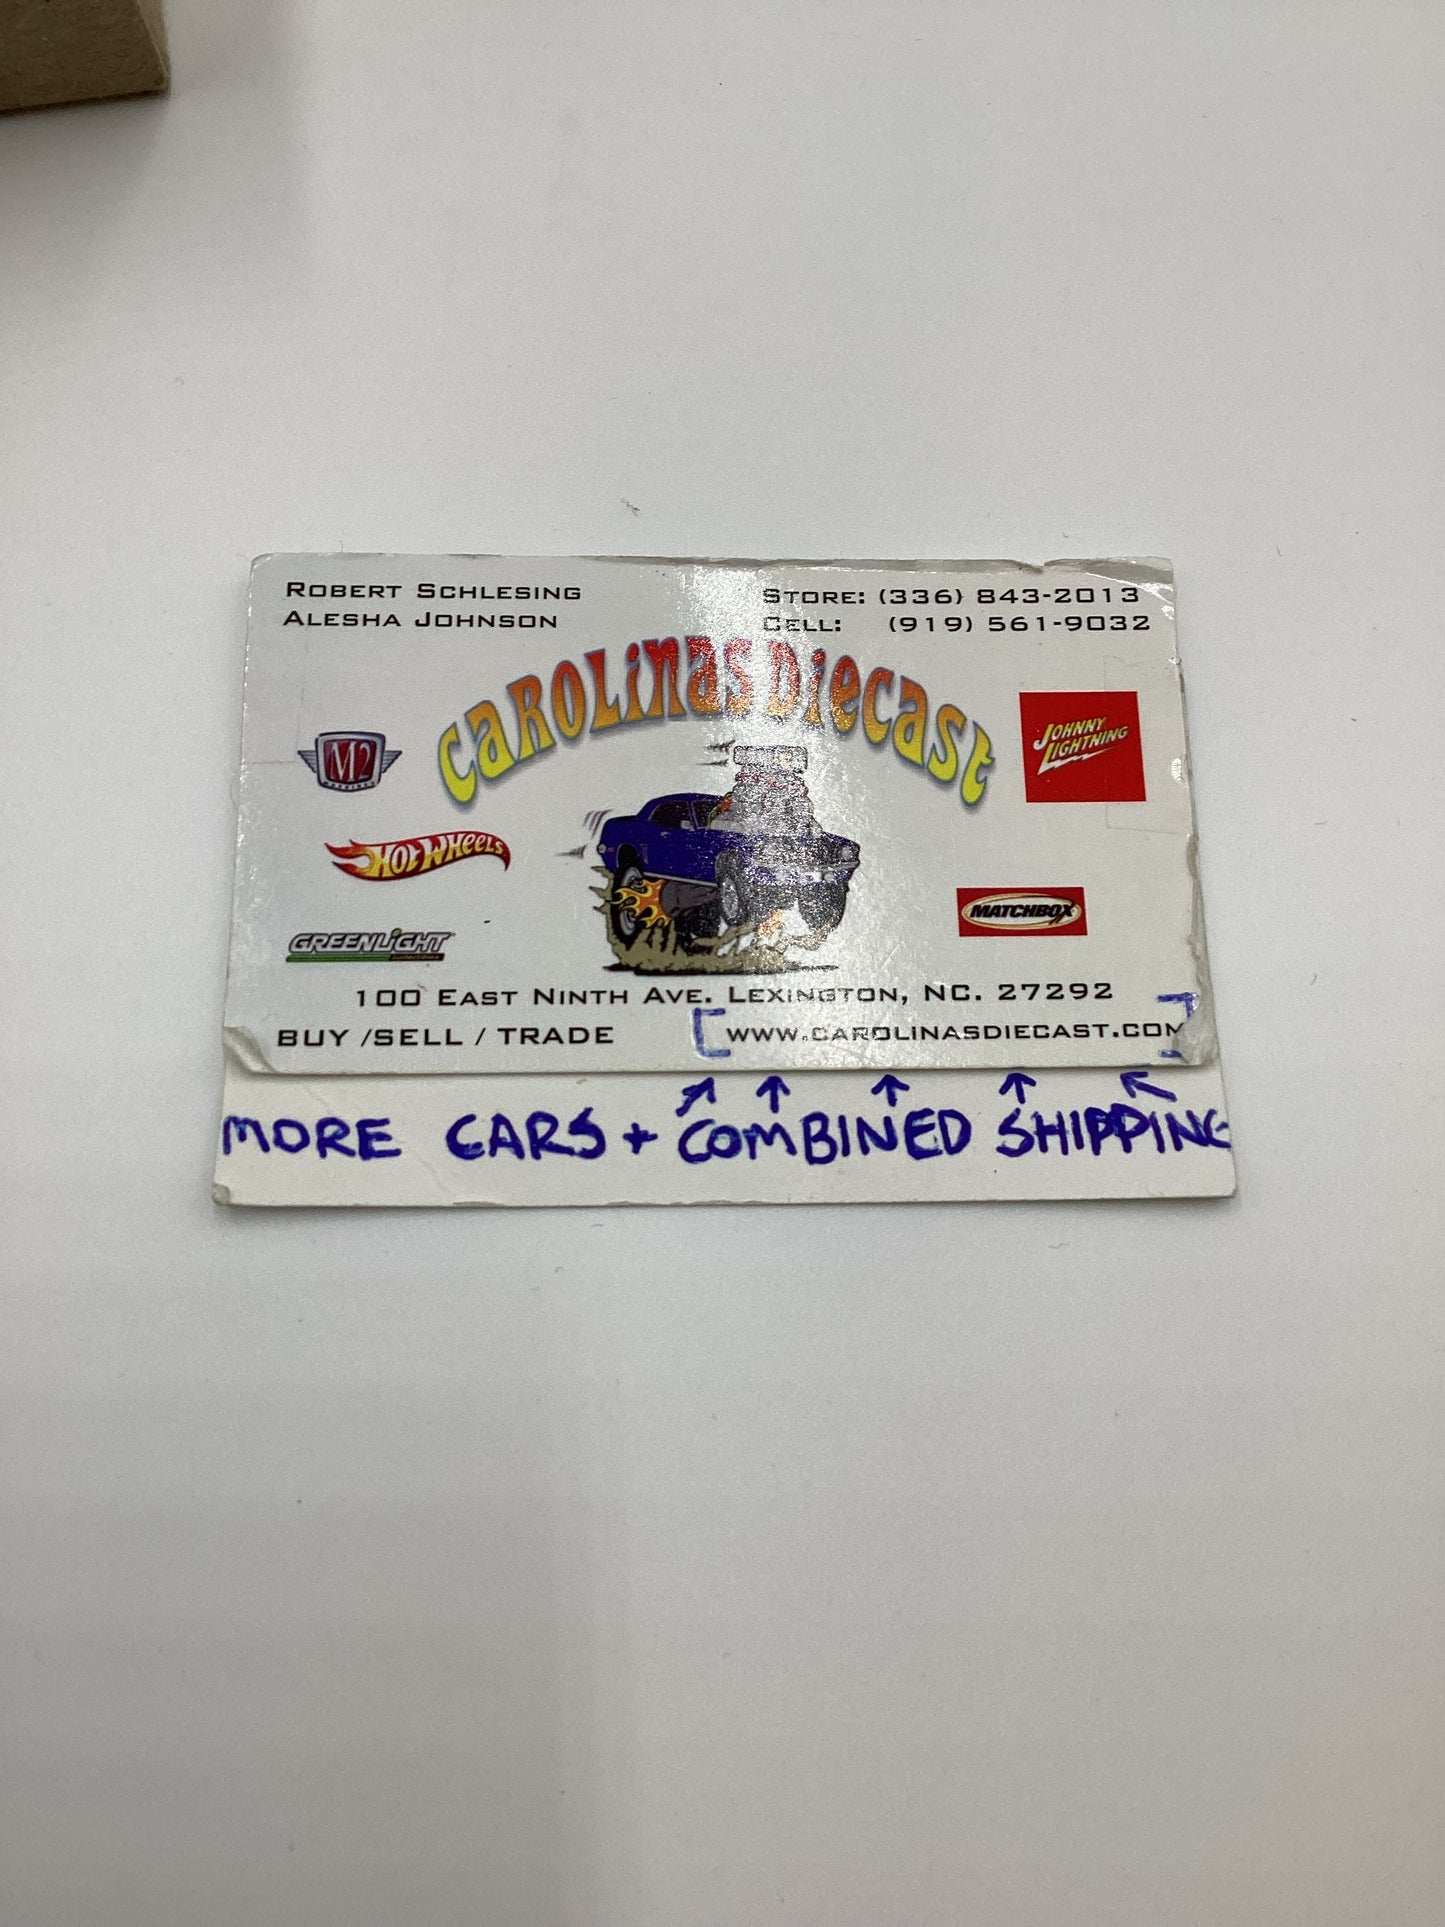 ROBERT SCHLESING
ALESHA JOHNSON
STORE: (336) 843-2013
CELL: (919) 561-9032
CAROLINAS DIECAST
M2
JOHNNY LIGHTNING
HOT WHEELS
MATCHBOX
GREENLIGHT
100 EAST NINTH AVE. LEXINGTON, NC. 27292
BUY /SELL / TRADE
[WWW.CAROLINASDIECAST.COM]
MORE CARS + COMBINED SHIPPING